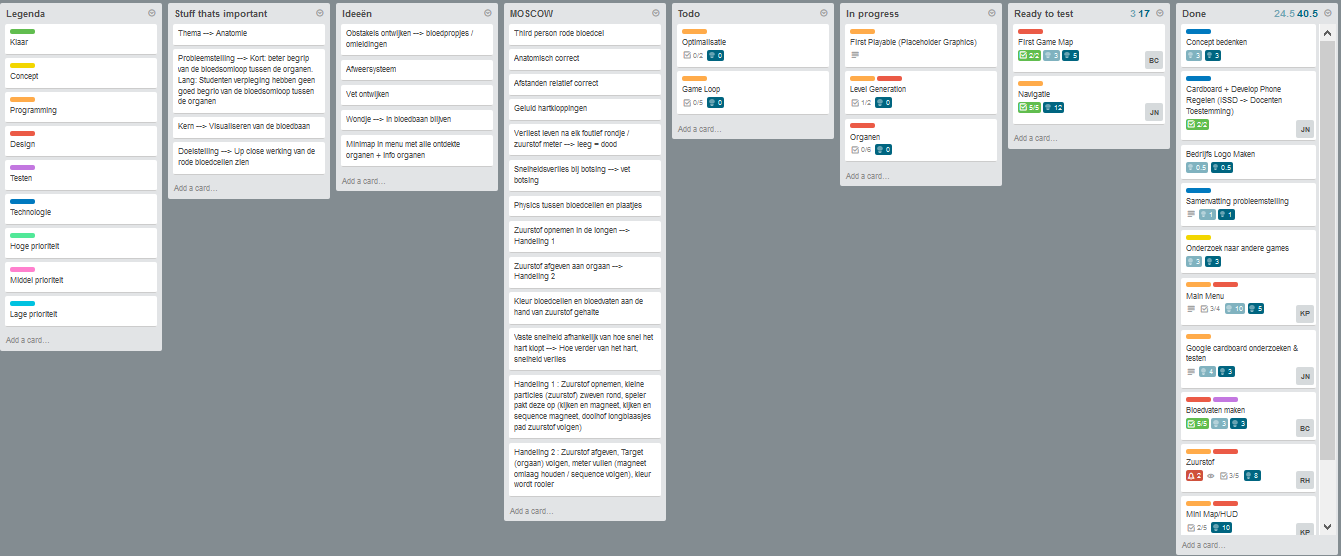 Legenda
Klaar
Concept
Programming
Design
Testen
Technologie
Hoge prioriteit
Middel prioriteit
Lage prioriteit
Add a card...
Stuff thats important
Thema --> Anatomie
Probleemstelling --> Kort: beter begrip
van de bloedsomloop tussen de organen.
Lang: Studenten verpleging hebben geen
goed begrip van de bloedsomloop tussen
de organen
Kern --> Visualiseren van de bloedbaan
Doelstelling --> Up close werking van de
rode bloedcellen zien
Add a card...
Ideeën
Obstakels ontwijken --> bloedpropjes /
omleidingen
Afweersysteem
Vet ontwijken
Wondje --> in bloedbaan blijven
Minimap in menu met alle ontdekte
organen + info organen
Add a card...
MOSCOW
Third person rode bloedcel
Anatomisch correct
Afstanden relatief correct
Geluid hartkloppingen
Verliest leven na elk foutief rondje /
zuurstof meter --> leeg = dood
Snelheidsverlies bij botsing --> vet
botsing
Physics tussen bloedcellen en plaatjes
Zuurstof opnemen in de longen -->
Handeling 1
Zuurstof afgeven aan orgaan -->
Handeling 2
Kleur bloedcellen en bloedvaten aan de
hand van zuurstof gehalte
Vaste snelheid afhankelijk van hoe snel het
hart klopt --> Hoe verder van het hart,
snelheid verlies
Handeling 1 : Zuurstof opnemen, kleine
particles (zuurstof) zweven rond, speler
pakt deze op (kijken en magneet, kijken en
sequence magneet, doolhof longblaasjes
pad zuurstof volgen)
Handeling 2 : Zuurstof afgeven, Target
(orgaan) volgen, meter vullen (magneet
omlaag houden / sequence volgen), kleur
wordt rooier
Add a card...
Todo
Optimalisatie
0/2 0
Game Loop
0/5 0
Add a card...
In progress
First Playable (Placeholder Graphics)
Level Generation
1/2 0
Organen
0/6 0
Add a card...
Ready to test 3 17
First Game Map
2/2 3 5
BC
Navigatie
5/5 12
JN
Add a card...
Done 24.5 40.5
Concept bedenken
3 3
Cardboard + Develop Phone
Regelen (ISSD -> Docenten
Toestemming)
2/2
JN
Bedrijfs Logo Maken
0.5 0.5
Samenvatting probleemstelling
1 1
Onderzoek naar andere games
3 3
Main Menu
3/4 10 5
KP
Google cardboard onderzoeken &
testen
4 3
JN
Bloedvaten maken
5/5 3 3
BC
Zuurstof
2 3/5 8
RH
Mini Map/HUD
2/5 10
KP
Add a card...